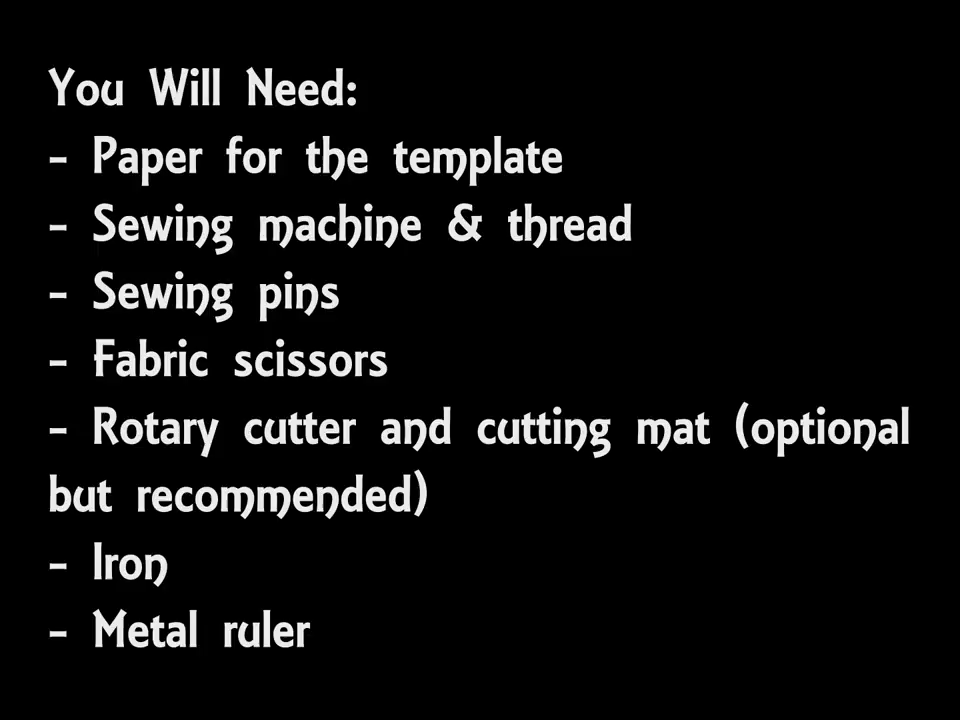 You Will Need:
- Paper for the template
- Sewing machine & thread
- Sewing pins
- Fabric scissors
- Rotary cutter and cutting mat (optional
but recommended)
- Iron
- Metal ruler